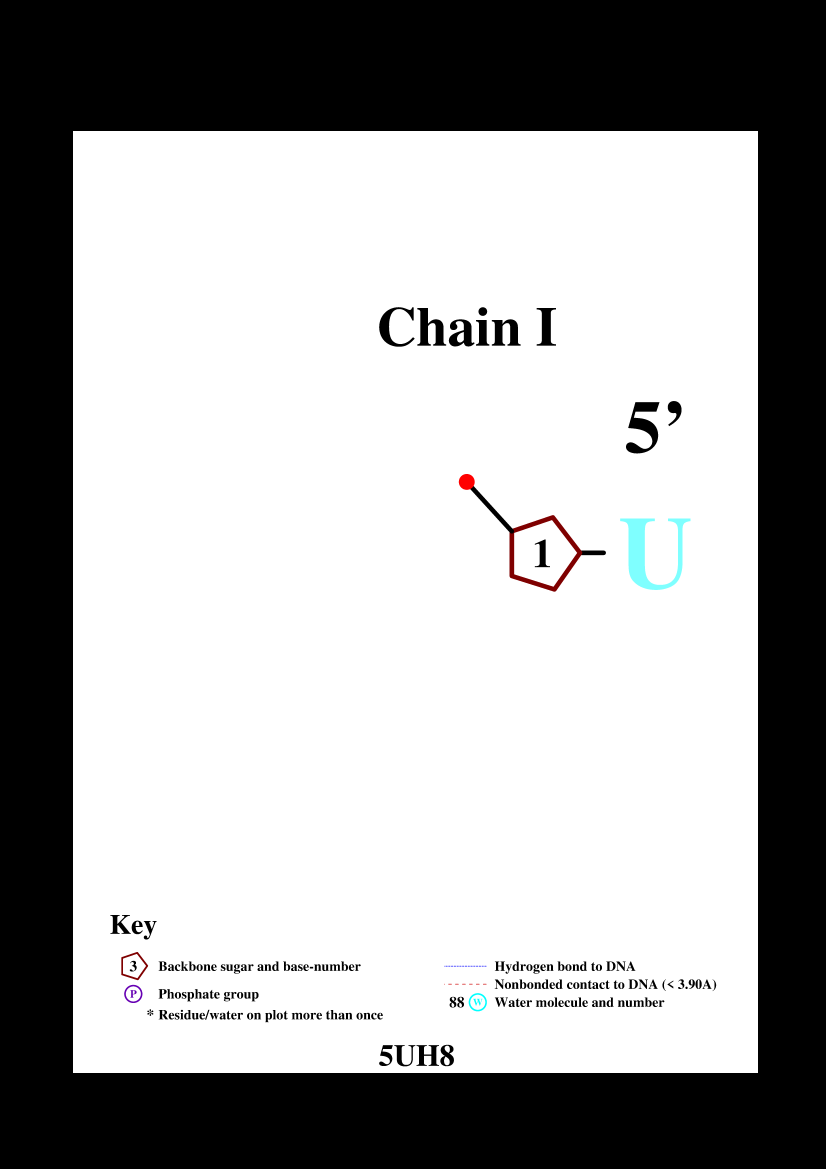 Chain I
5’
1
U
Key
3 Backbone sugar and base-number
P Phosphate group
* Residue/water on plot more than once
Hydrogen bond to DNA
Nonbonded contact to DNA (< 3.90A)
88 W Water molecule and number
5UH8